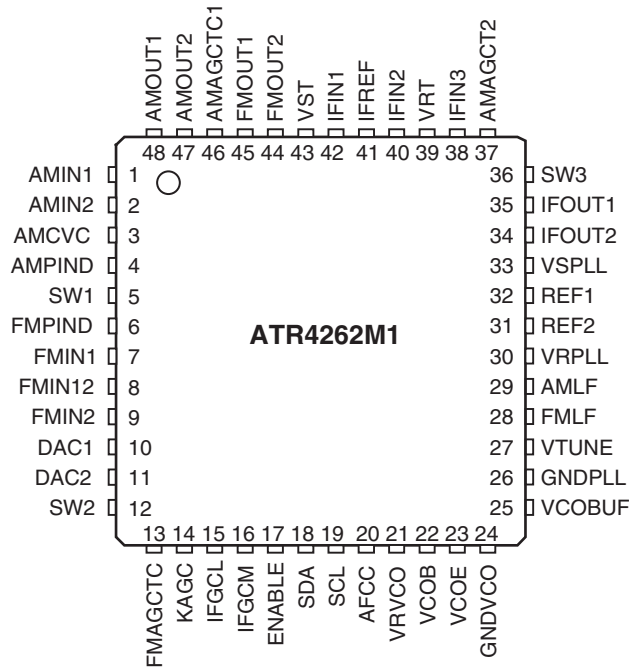 AMOUT1
AMOUT2
AMAGCTC1
FMOUT1
FMOUT2
VST
IFIN1
IFREF
IFIN2
VRT
IFIN3
AMAGCT2
48 47 46 45 44 43 42 41 40 39 38 37
AMIN1 1
AMIN2 2
AMCVC 3
AMPIND 4
SW1 5
FMPIND 6
FMIN1 7
FMIN12 8
FMIN2 9
DAC1 10
DAC2 11
SW2 12
ATR4262M1
36 SW3
35 IFOUT1
34 IFOUT2
33 VSPLL
32 REF1
31 REF2
30 VRPLL
29 AMLF
28 FMLF
27 VTUNE
26 GNDPLL
25 VCOBUF
13 14 15 16 17 18 19 20 21 22 23 24
FMAGCTC
KAGC
IFGCL
IFGCM
ENABLE
SDA
SCL
AFCC
VRVCO
VCOB
VCOE
GNDVCO